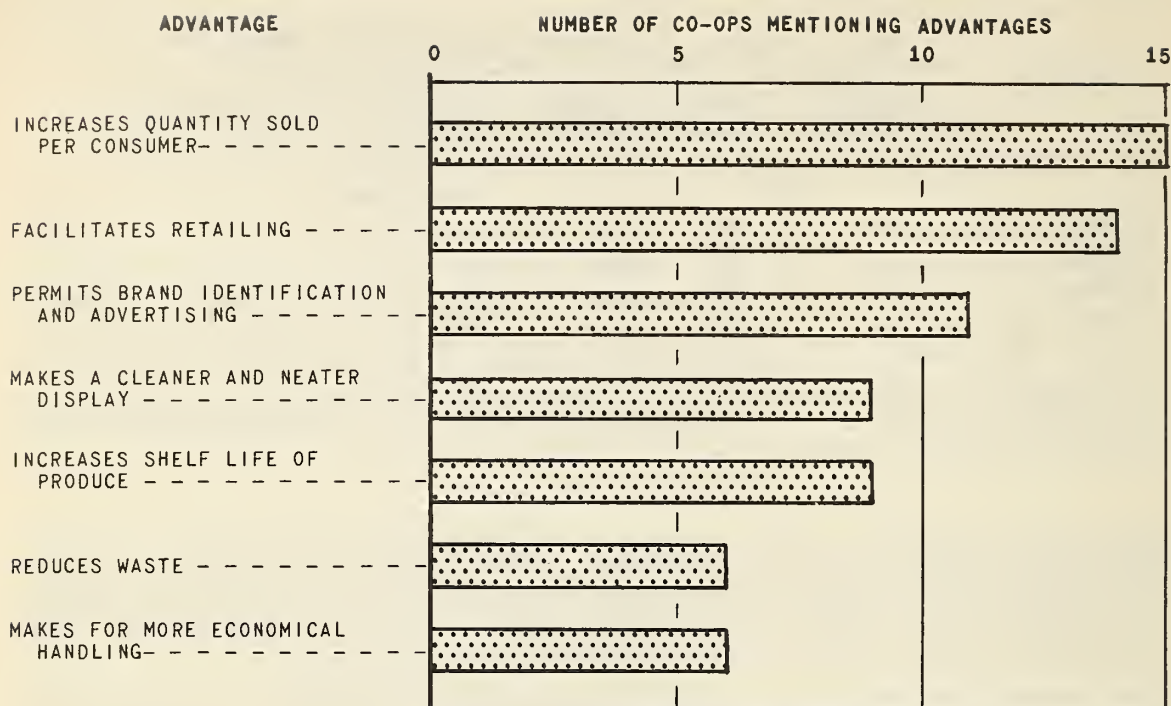 ADVANTAGE NUMBER OF CO-OPS MENTIONING ADVANTAGES
0 5 10 15
INCREASES QUANTITY SOLD
PER CONSUMER
FACILITATES RETAILING
PERMITS BRAND IDENTIFICATION
AND ADVERTISING
MAKES A CLEANER AND NEATER
DISPLAY
INCREASES SHELF LIFE OF
PRODUCE
REDUCES WASTE
MAKES FOR MORE ECONOMICAL
HANDLING